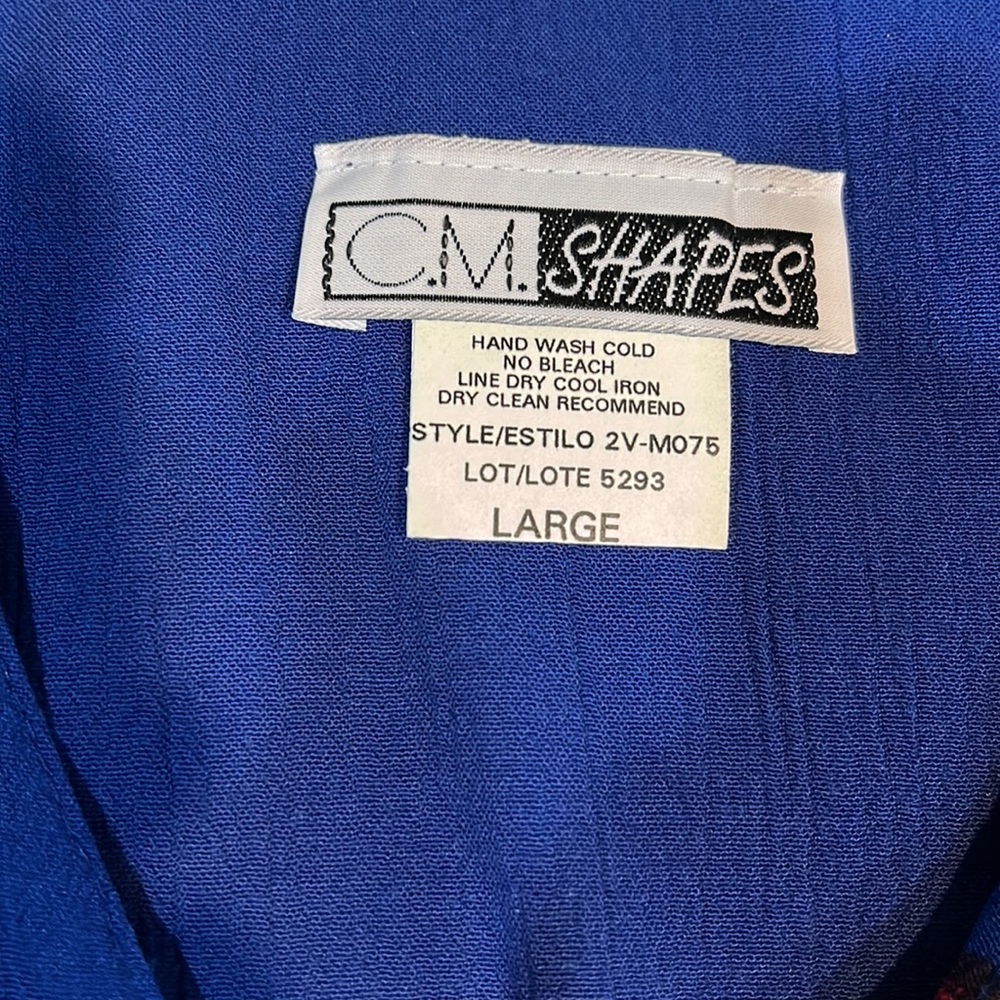 C.M. SHAPES
HAND WASH COLD
NO BLEACH
LINE DRY COOL IRON
DRY CLEAN RECOMMEND
STYLE/ESTILO 2V-M075
LOT/LOTE 5293
LARGE